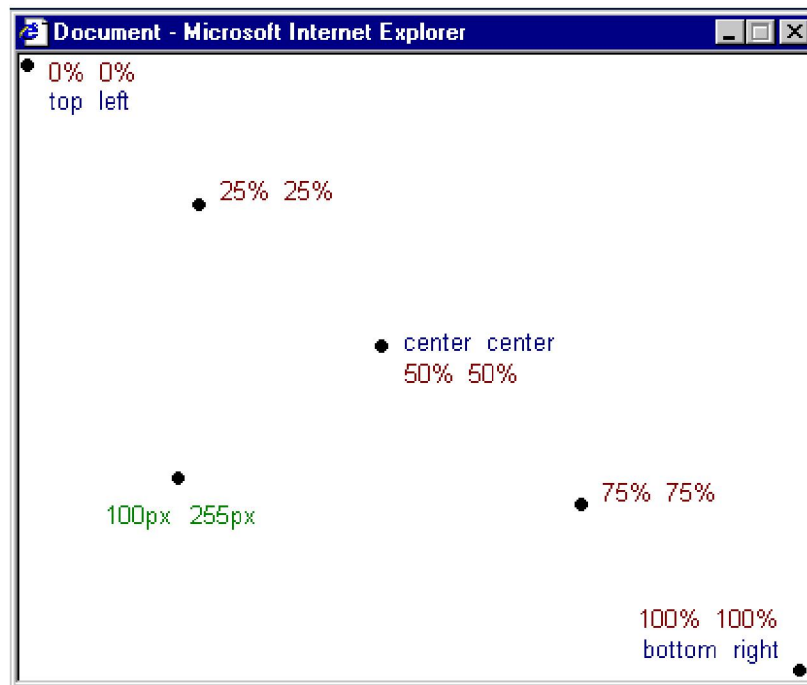 Document - Microsoft Internet Explorer
0% 0%
top left
25% 25%
center center
50% 50%
100px 255px
75% 75%
100% 100%
bottom right